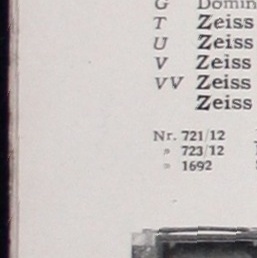 G Domin
T Zeiss
U Zeiss
V Zeiss
VV Zeiss
Zeiss
Nr. 721/12
» 723/12
» 1692